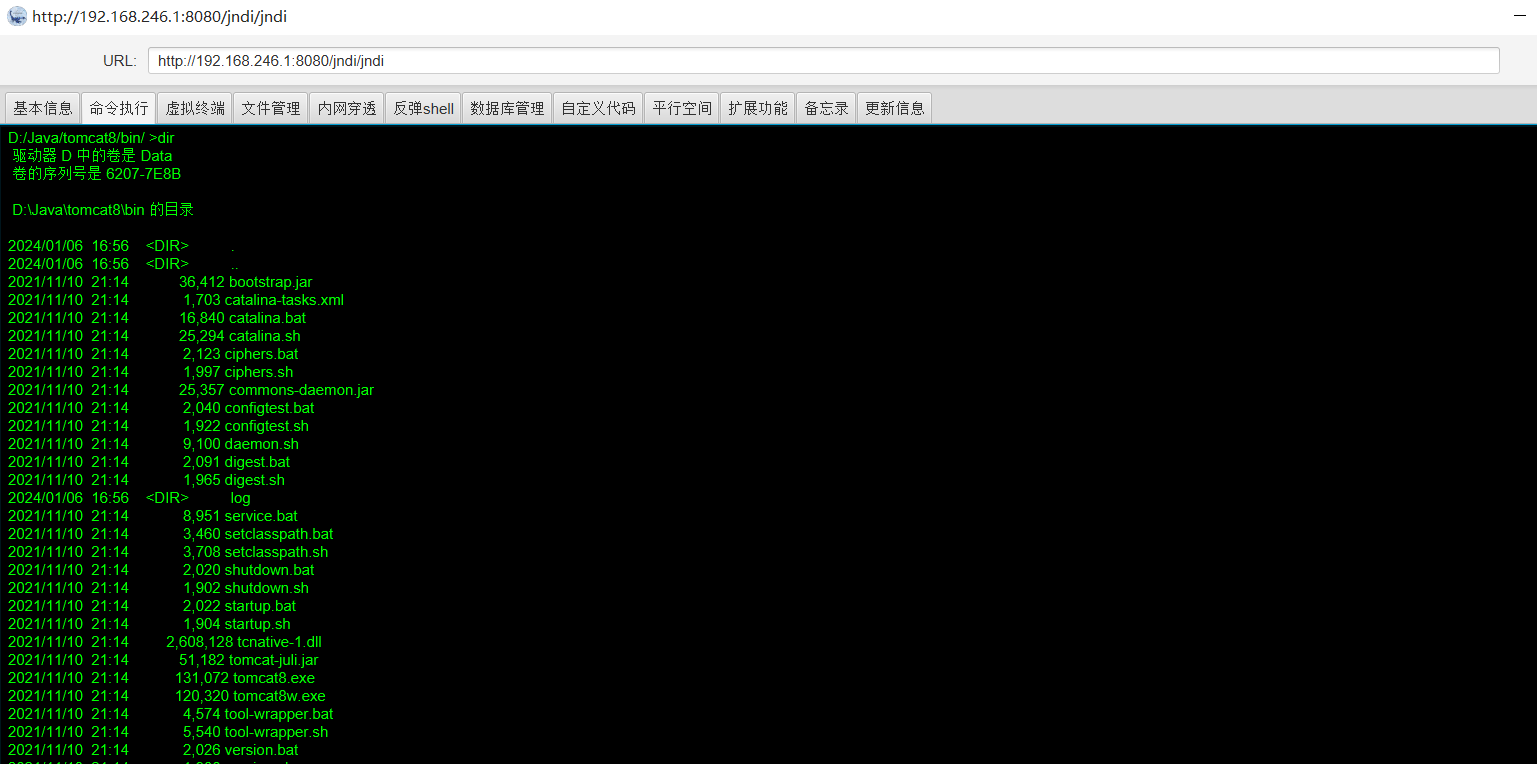 http://192.168.246.1:8080/jndi/jndi
URL: http://192.168.246.1:8080/jndi/jndi
基本信息 命令执行 虚拟终端 文件管理 内网穿透 反弹shell 数据库管理 自定义代码 平行空间 扩展功能 备忘录 更新信息
D:/Java/tomcat8/bin/ >dir
驱动器 D 中的卷是 Data
卷的序列号是 6207-7E8B
D:\Java\tomcat8\bin 的目录
2024/01/06 16:56 <DIR> .
2024/01/06 16:56 <DIR> ..
2021/11/10 21:14 36,412 bootstrap.jar
2021/11/10 21:14 1,703 catalina-tasks.xml
2021/11/10 21:14 16,840 catalina.bat
2021/11/10 21:14 25,294 catalina.sh
2021/11/10 21:14 2,123 ciphers.bat
2021/11/10 21:14 1,997 ciphers.sh
2021/11/10 21:14 25,357 commons-daemon.jar
2021/11/10 21:14 2,040 configtest.bat
2021/11/10 21:14 1,922 configtest.sh
2021/11/10 21:14 9,100 daemon.sh
2021/11/10 21:14 2,091 digest.bat
2021/11/10 21:14 1,965 digest.sh
2024/01/06 16:56 <DIR> log
2021/11/10 21:14 8,951 service.bat
2021/11/10 21:14 3,460 setclasspath.bat
2021/11/10 21:14 3,708 setclasspath.sh
2021/11/10 21:14 2,020 shutdown.bat
2021/11/10 21:14 1,902 shutdown.sh
2021/11/10 21:14 2,022 startup.bat
2021/11/10 21:14 1,904 startup.sh
2021/11/10 21:14 2,608,128 tcnative-1.dll
2021/11/10 21:14 51,182 tomcat-juli.jar
2021/11/10 21:14 131,072 tomcat8.exe
2021/11/10 21:14 120,320 tomcat8w.exe
2021/11/10 21:14 4,574 tool-wrapper.bat
2021/11/10 21:14 5,540 tool-wrapper.sh
2021/11/10 21:14 2,026 version.bat